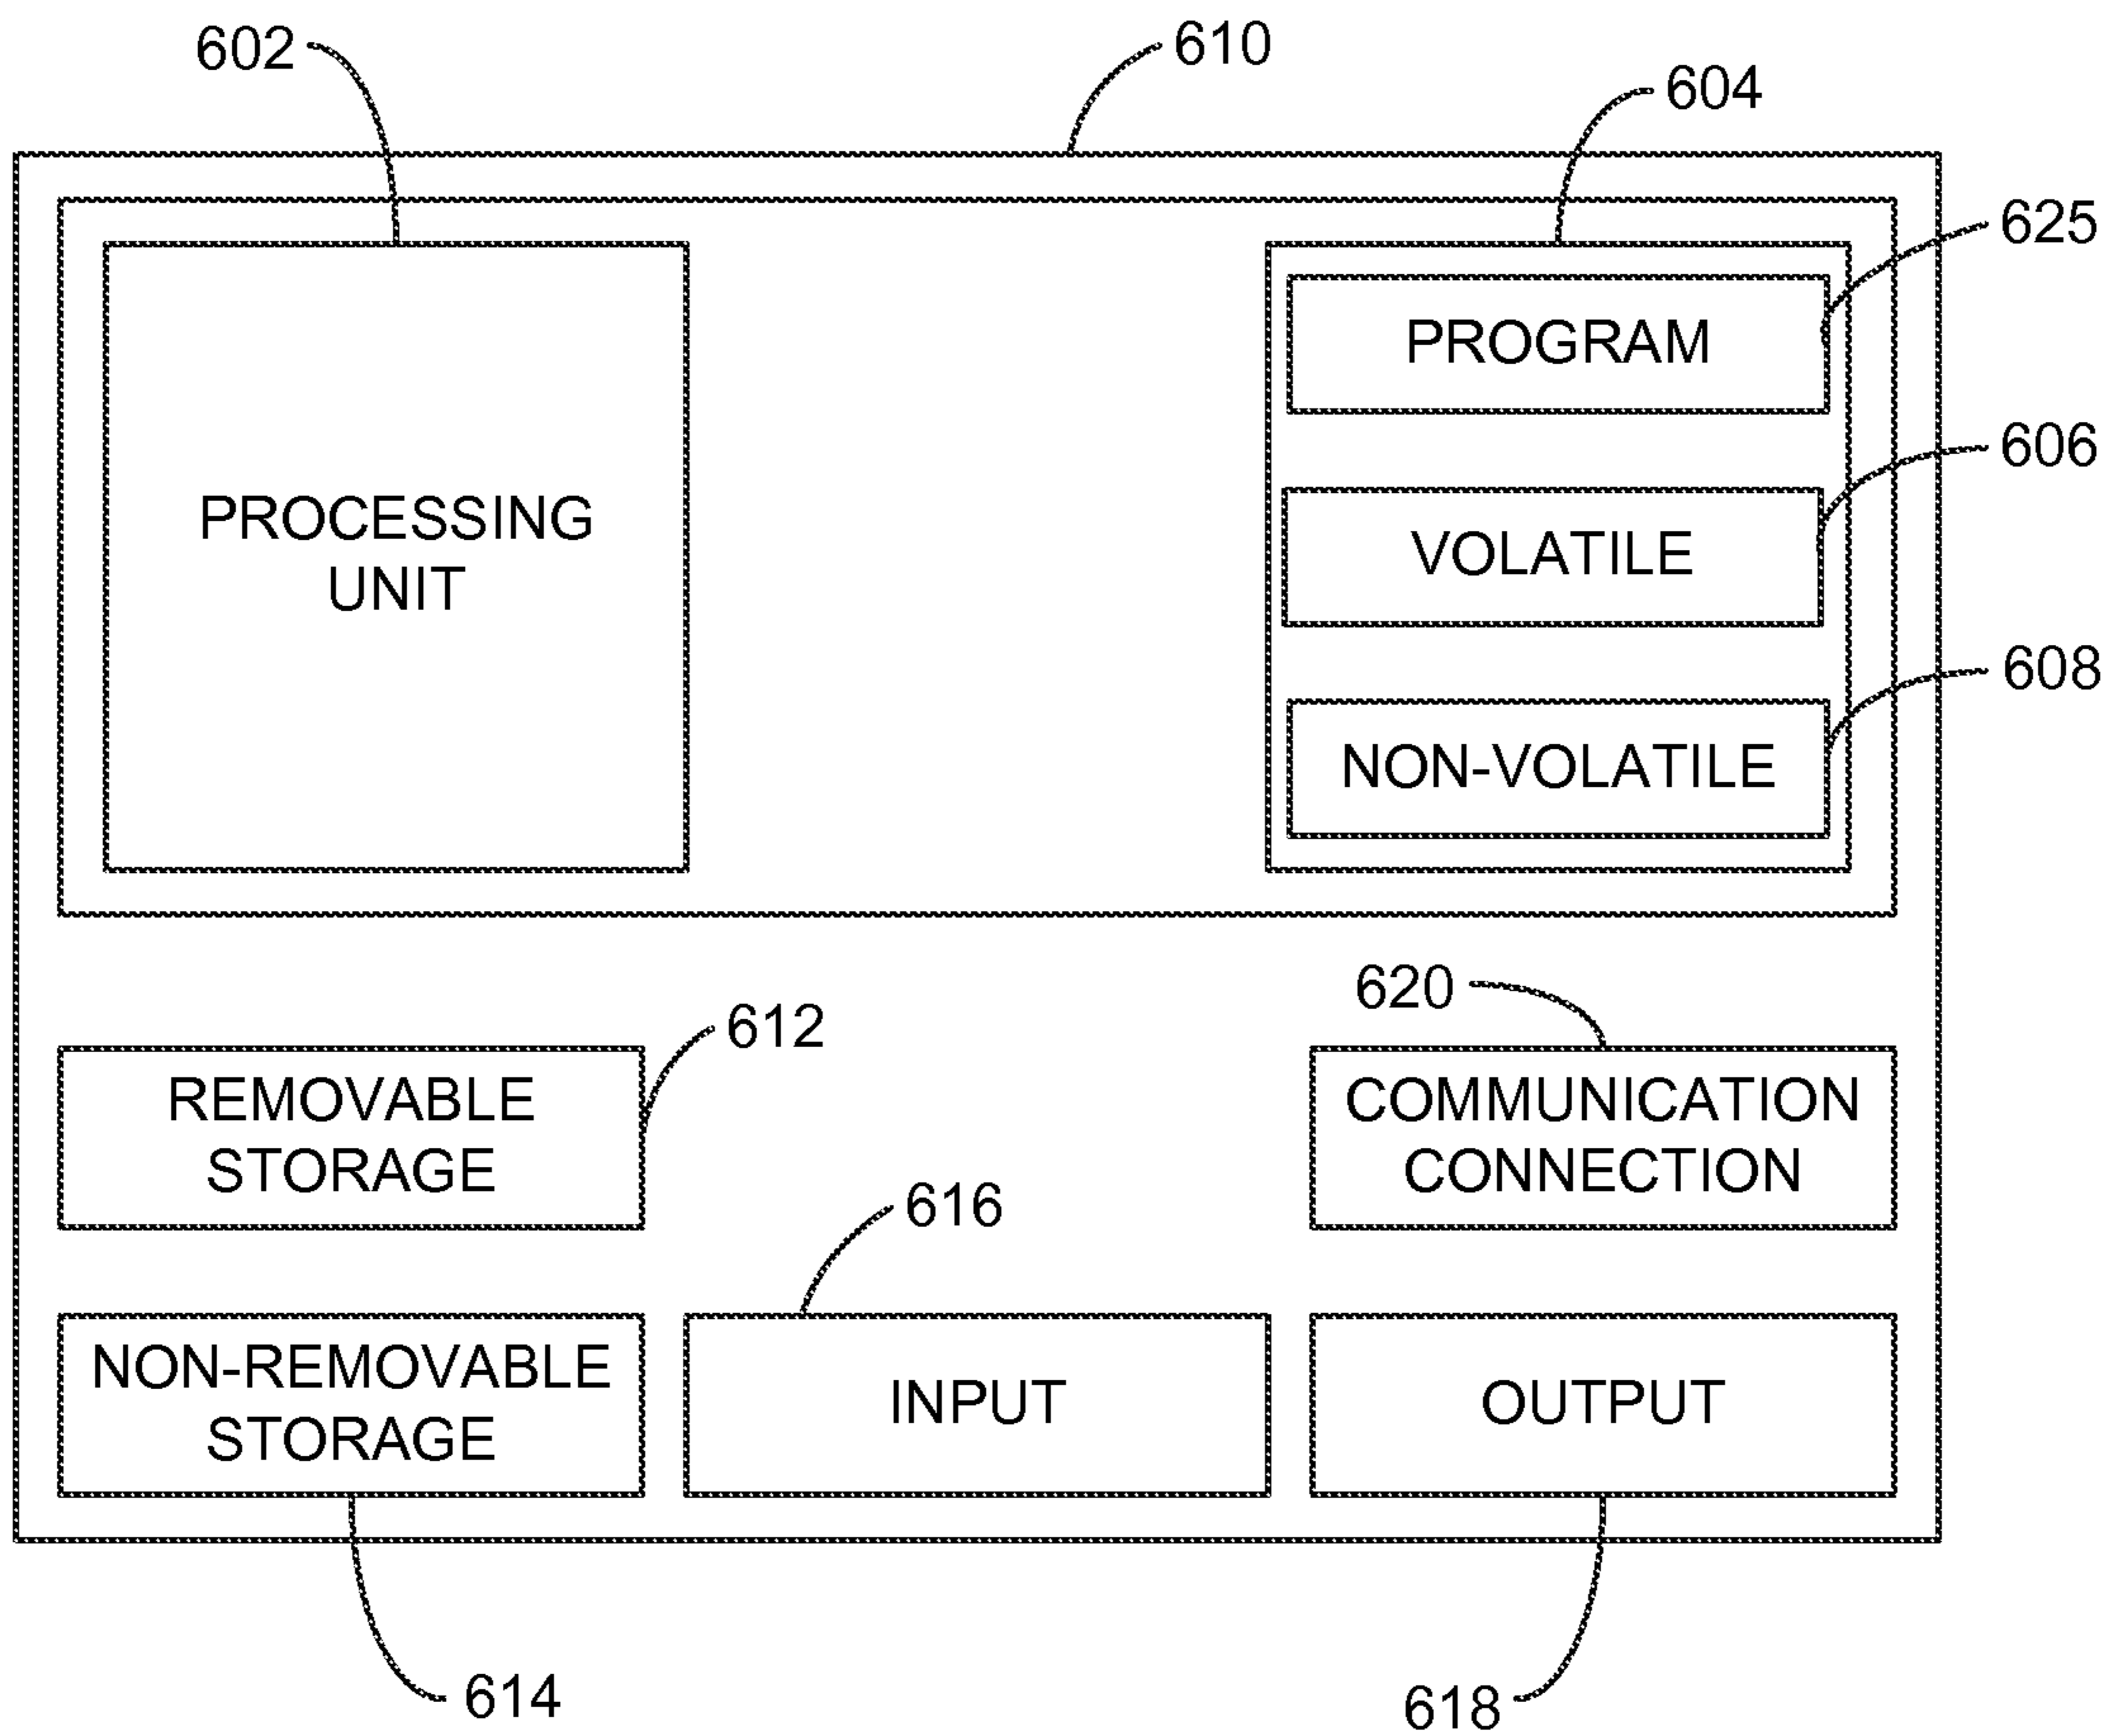 602
610
604
625
PROGRAM
606
PROCESSING
UNIT
VOLATILE
608
NON-VOLATILE
620
612
REMOVABLE
STORAGE
COMMUNICATION
CONNECTION
616
NON-REMOVABLE
STORAGE
INPUT
OUTPUT
614
618